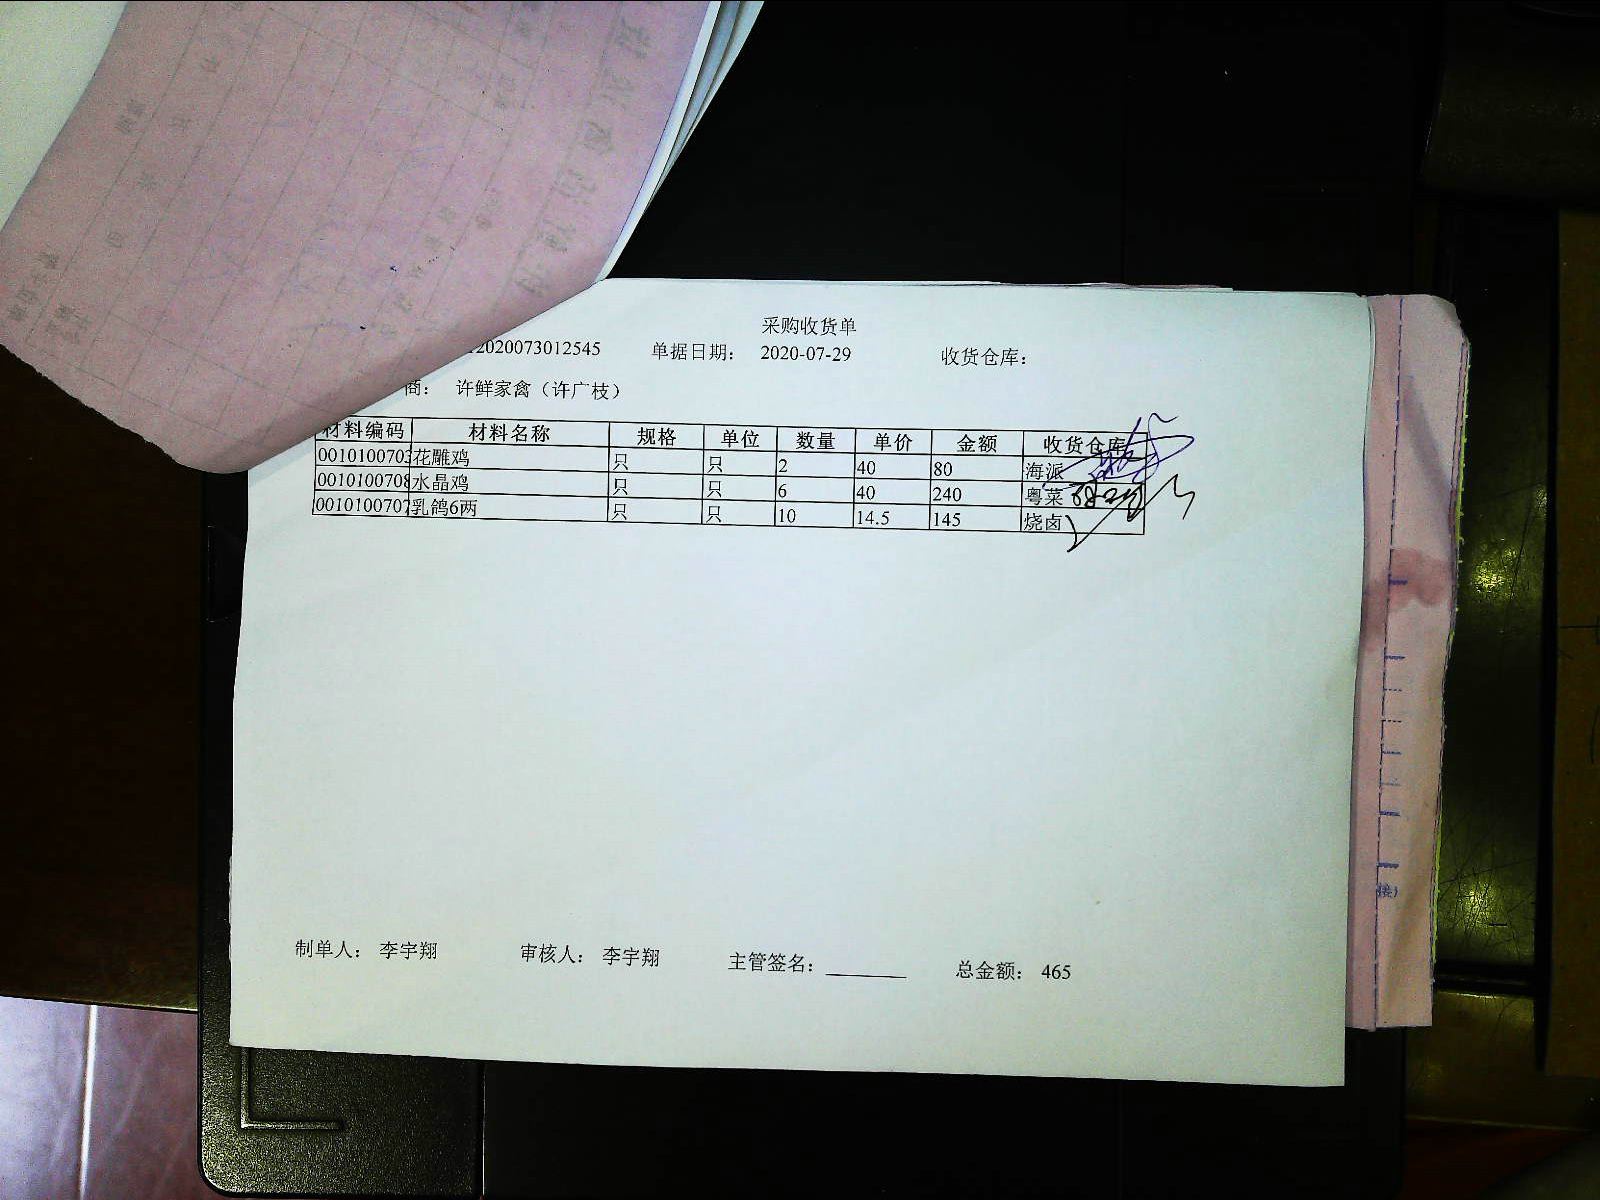 采购收货单
2020073012545 单据日期： 2020-07-29 收货仓库：
商： 许鲜家禽（许广枝）
材料编码 材料名称 规格 单位 数量 单价 金额 收货仓库
0010100703 花雕鸡 只 只 2 40 80 海派
0010100708 水晶鸡 只 只 6 40 240 粤菜
0010100707 乳鸽6两 只 只 10 14.5 145 烧卤
制单人： 李宇翔 审核人： 李宇翔 主管签名： 总金额： 465